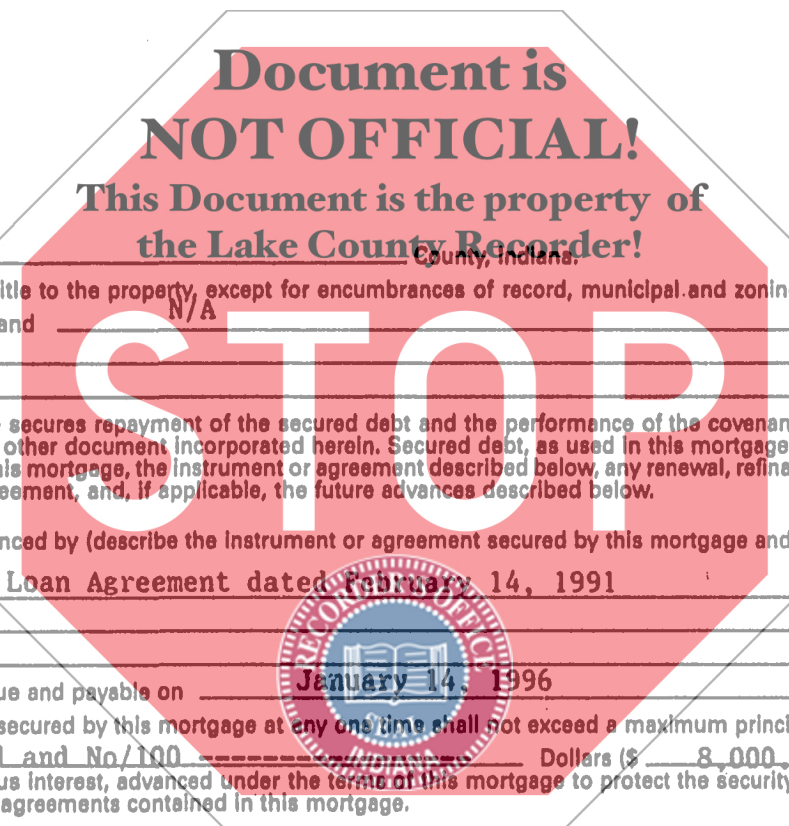 Document is
NOT OFFICIAL!
This Document is the property of
the Lake County Recorder!
County, Indiana.
itle to the property, except for encumbrances of record, municipal and zonin
and N/A
STOP
secures repayment of the secured debt and the performance of the covenan
other document incorporated herein. Secured debt, as used in this mortgage
his mortgage, the instrument or agreement described below, any renewal, refina
eement, and, if applicable, the future advances described below.
nced by (describe the instrument or agreement secured by this mortgage and
Loan Agreement dated February 14, 1991
RECORDER'S OFFICE
ue and payable on January 14, 1996
secured by this mortgage at any one time shall not exceed a maximum princi
and No/100 ---------- Dollars ($ 8,000.
INDIANA
us interest, advanced under the terms of this mortgage to protect the security
agreements contained in this mortgage.